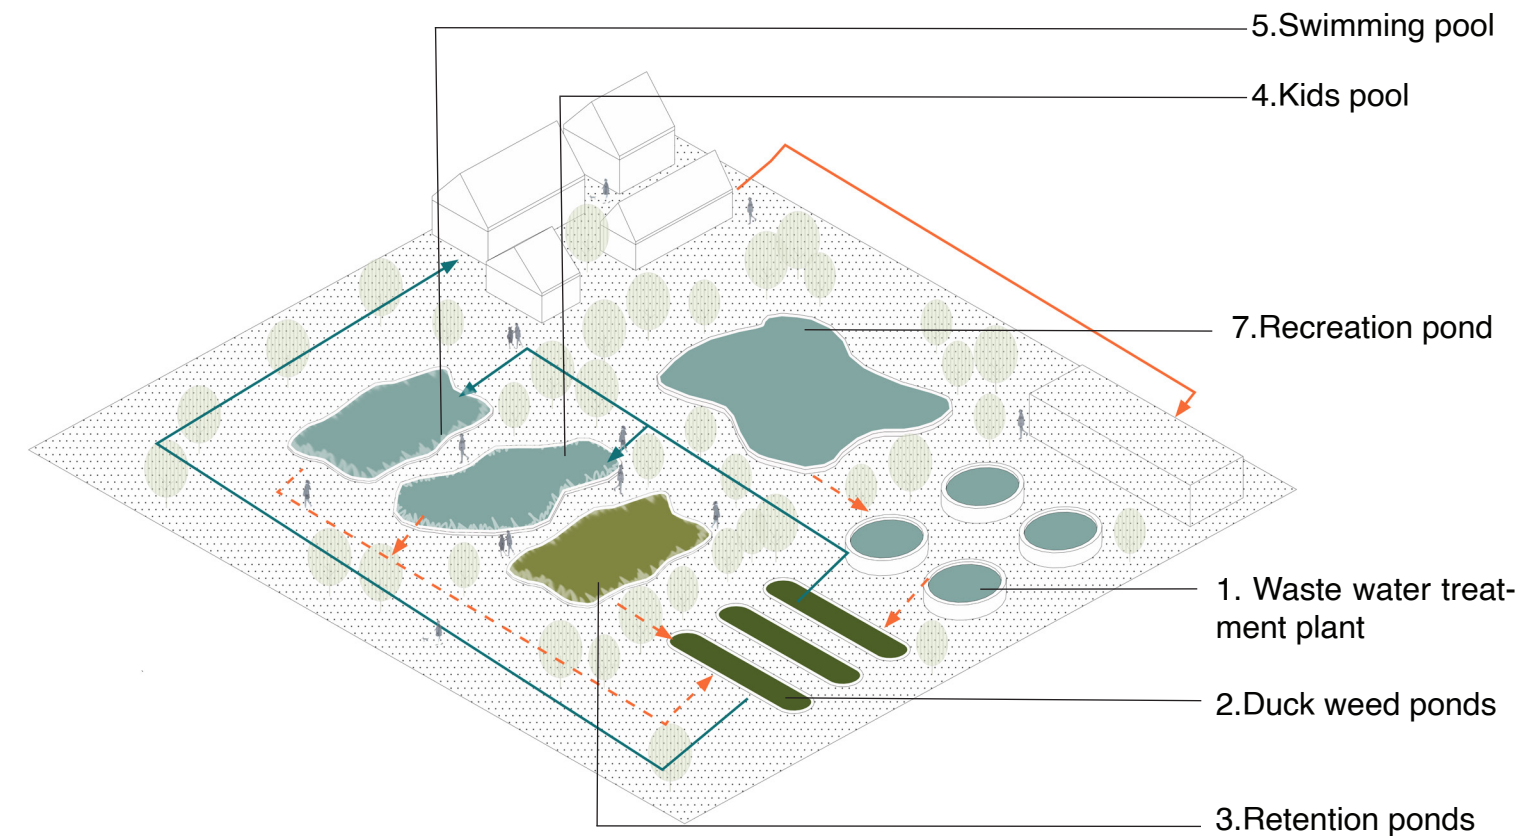 5.Swimming pool
4.Kids pool
7.Recreation pond
1. Waste water treat-
ment plant
2.Duck weed ponds
3.Retention ponds